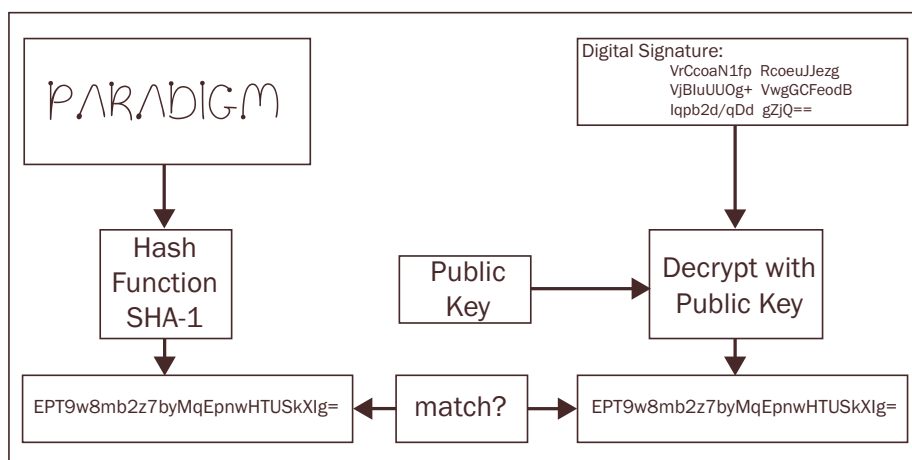 PARADIGM
Digital Signature:
VrCcoaN1fp RcoeuJJezg
VjBIuUUOg+ VwgGCFeodB
Iqpb2d/qDd gZjQ==
Hash
Function
SHA-1
Public
Key
Decrypt with
Public Key
EPT9w8mb2z7byMqEpnwHTUSkXIg=
match?
EPT9w8mb2z7byMqEpnwHTUSkXIg=